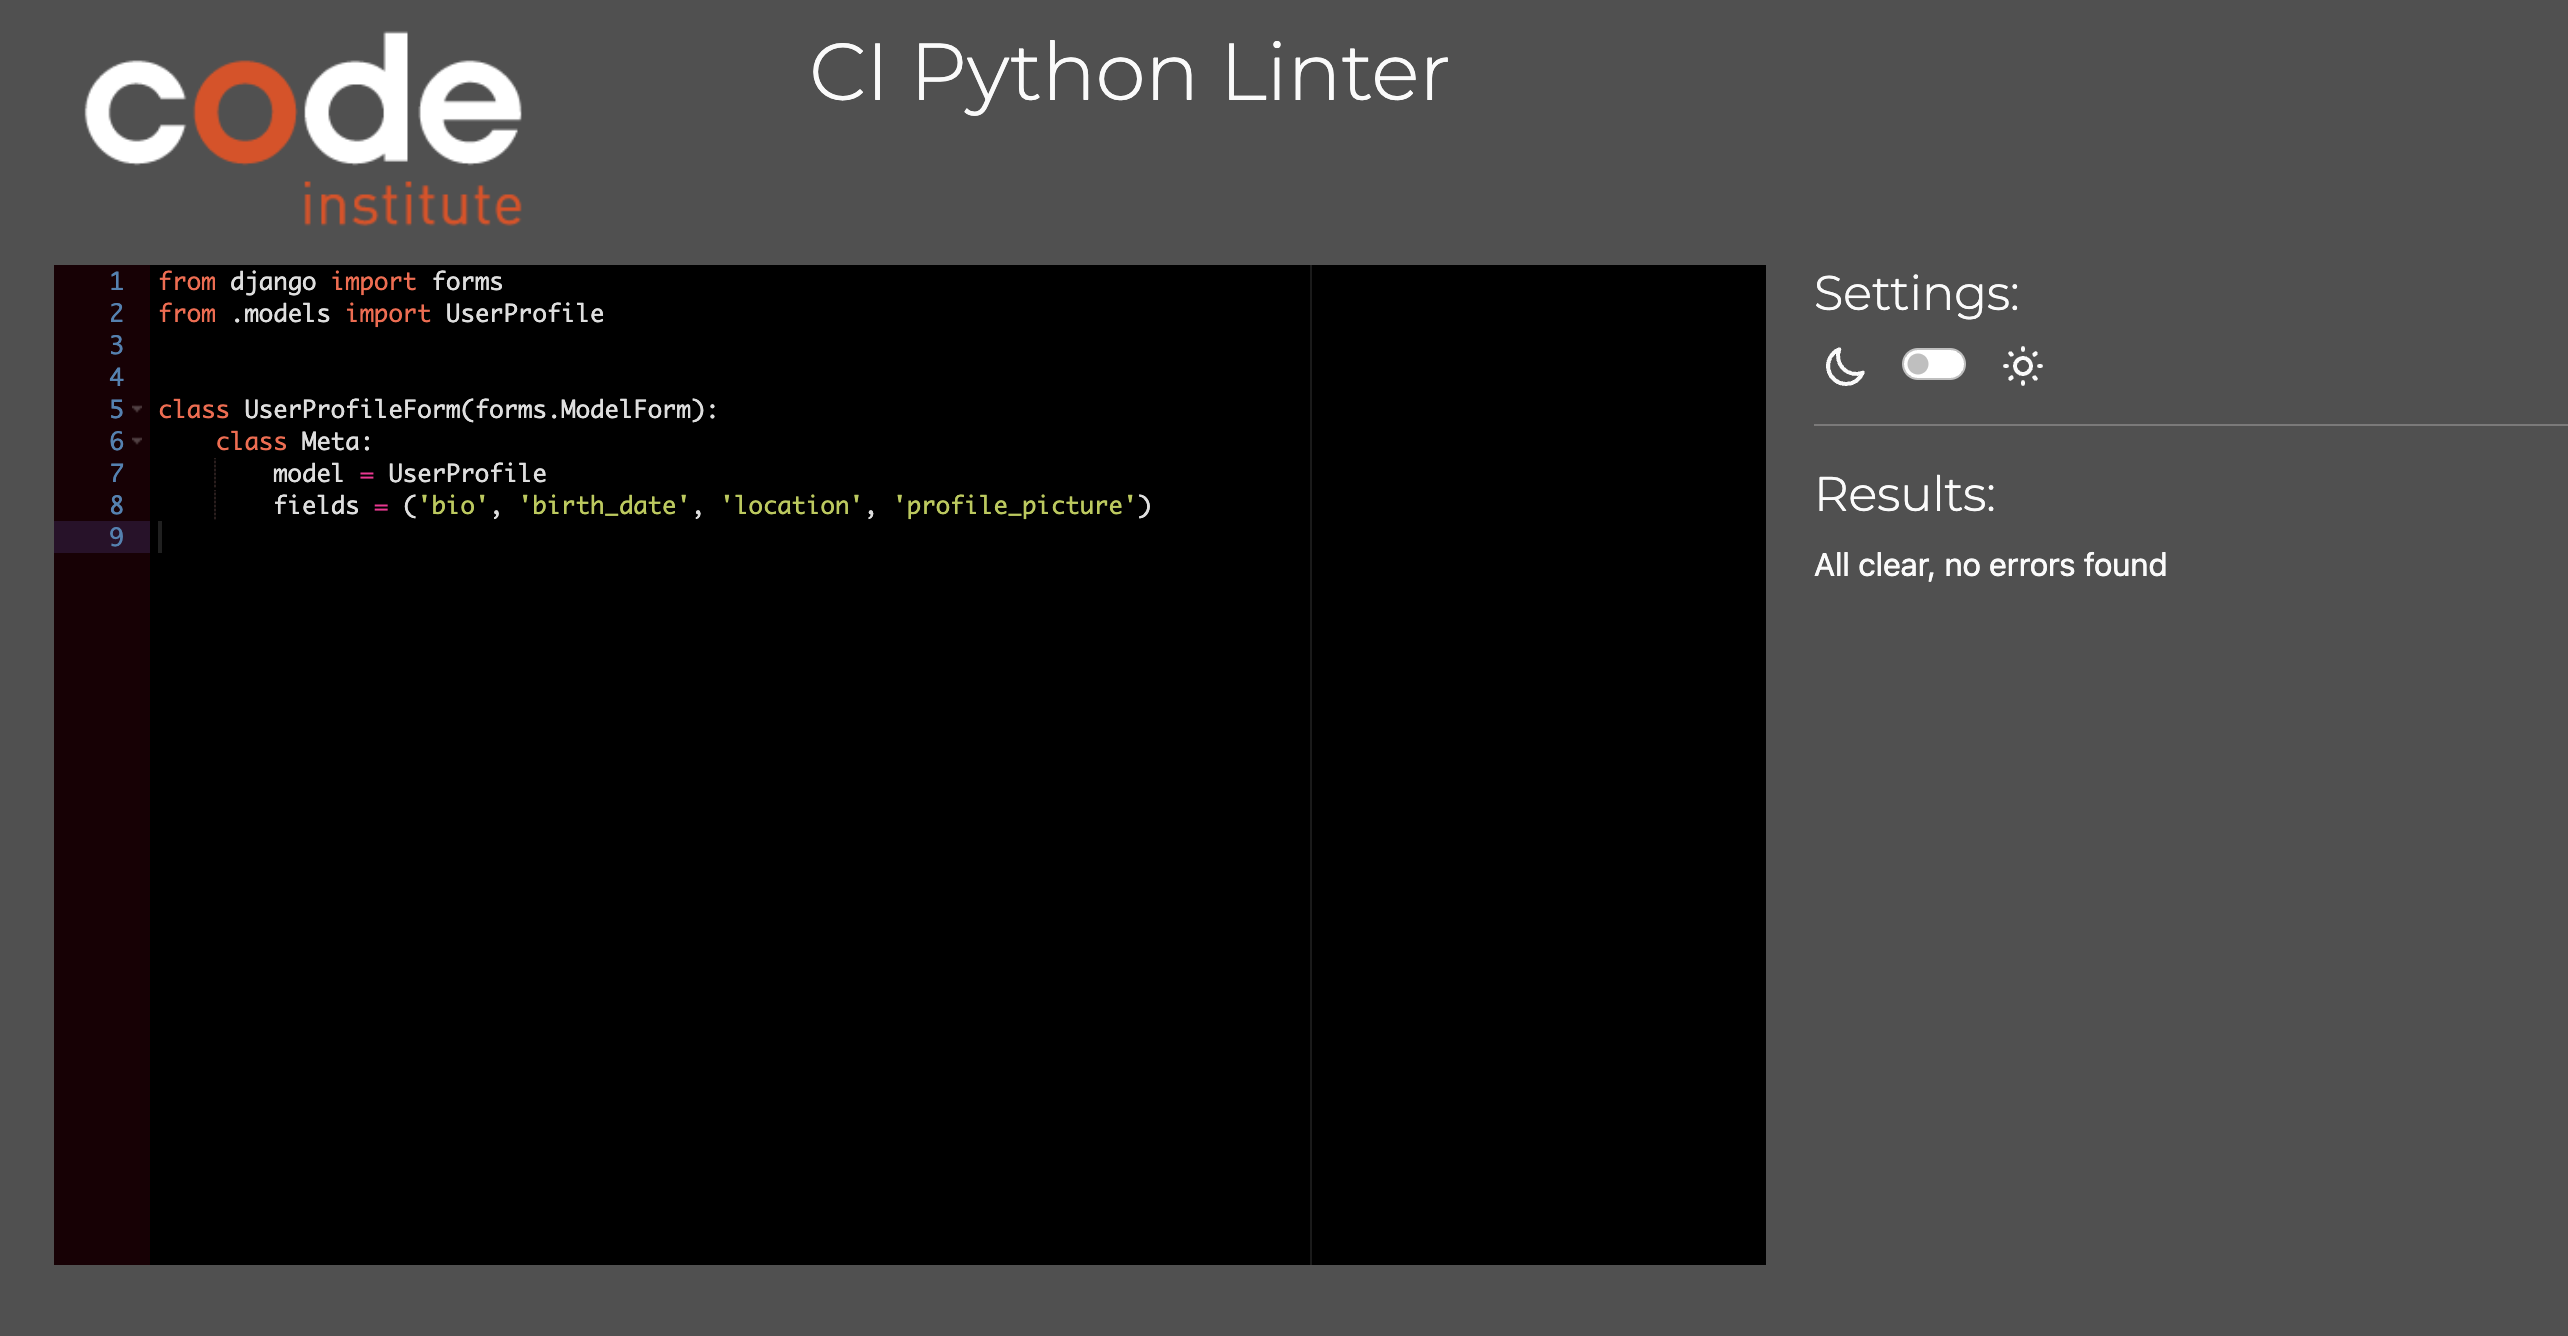 code
institute
CI Python Linter
1 from django import forms
2 from .models import UserProfile
3
4
5 class UserProfileForm(forms.ModelForm):
6     class Meta:
7         model = UserProfile
8         fields = ('bio', 'birth_date', 'location', 'profile_picture')
9
Settings:
Results:
All clear, no errors found